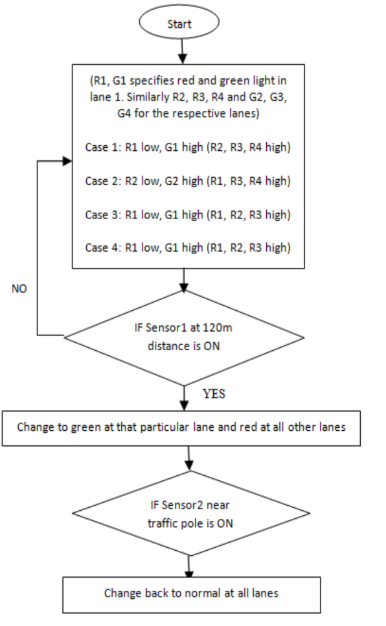 Start
(R1, G1 specifies red and green light in
lane 1. Similarly R2, R3, R4 and G2, G3,
G4 for the respective lanes)
Case 1: R1 low, G1 high (R2, R3, R4 high)
Case 2: R2 low, G2 high (R1, R3, R4 high)
Case 3: R1 low, G1 high (R1, R2, R3 high)
Case 4: R1 low, G1 high (R1, R2, R3 high)
NO
IF Sensor1 at 120m
distance is ON
YES
Change to green at that particular lane and red at all other lanes
IF Sensor2 near
traffic pole is ON
Change back to normal at all lanes